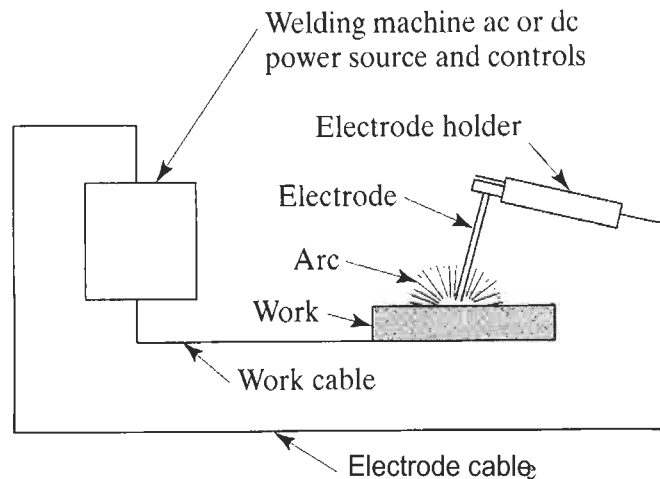 Welding machine ac or dc
power source and controls
Electrode holder
Electrode
Arc
Work
Work cable
Electrode cable